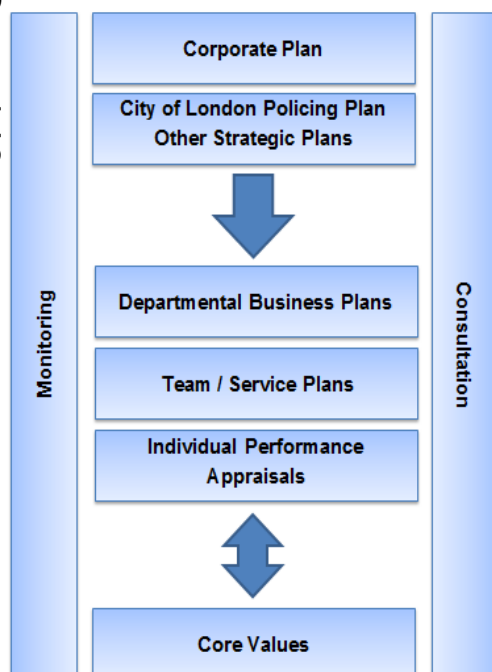 Corporate Plan
City of London Policing Plan
Other Strategic Plans
Departmental Business Plans
Team / Service Plans
Individual Performance
Appraisals
Core Values
Monitoring
Consultation